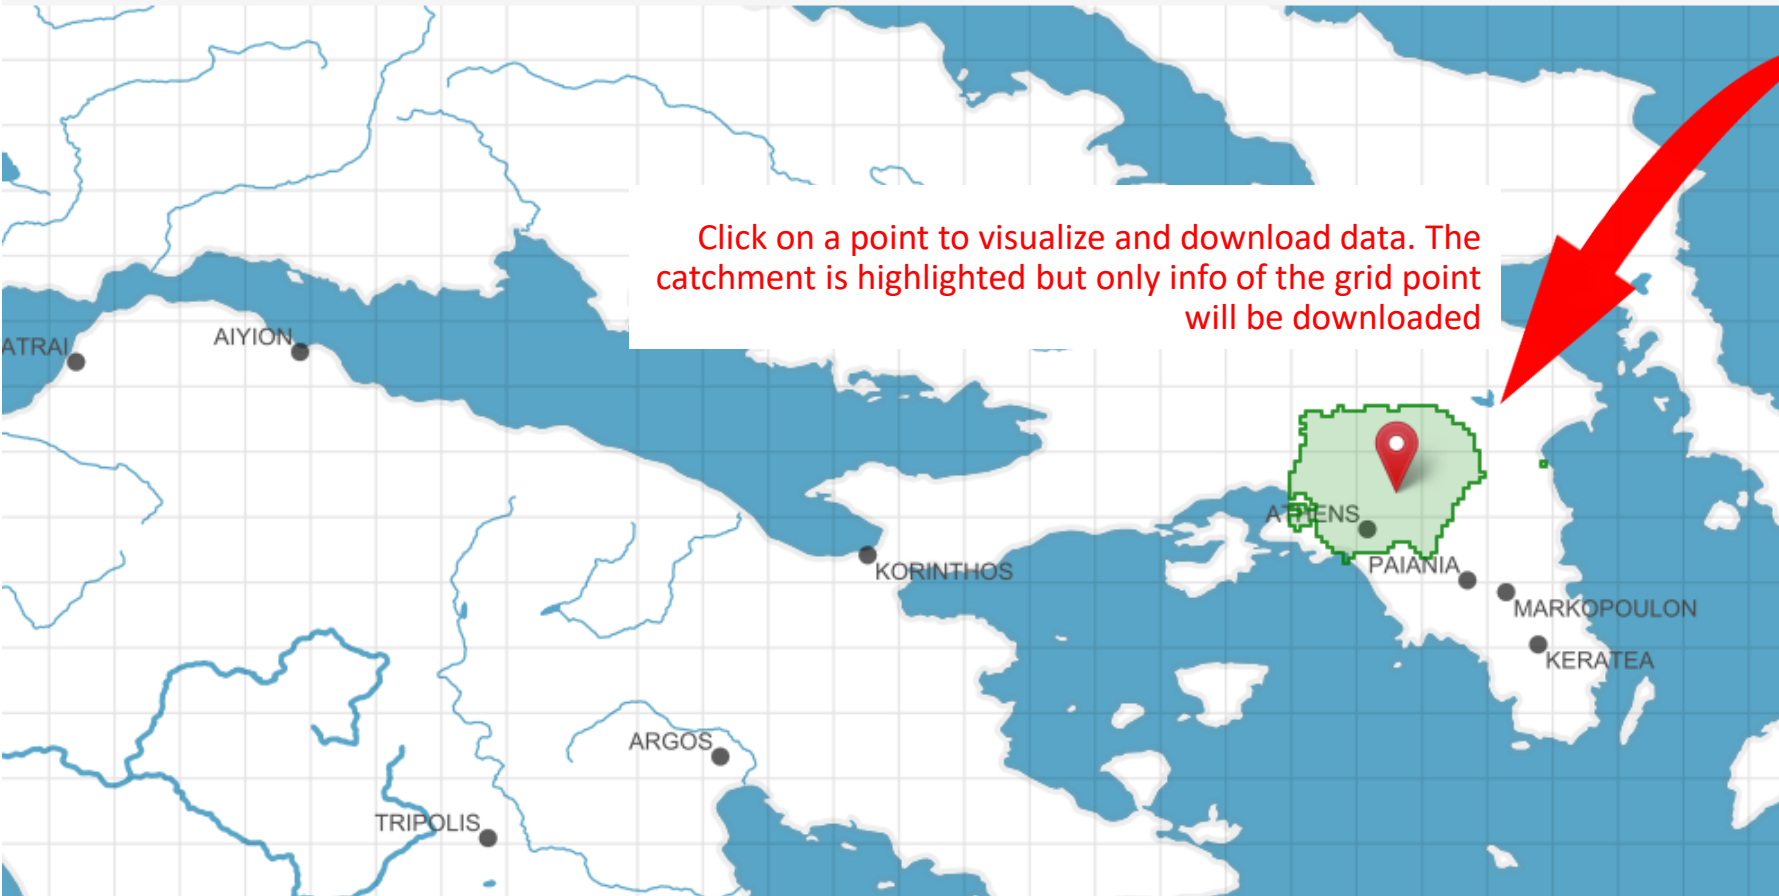 Click on a point to visualize and download data. The
catchment is highlighted but only info of the grid point
will be downloaded
ATRAI
AIYION
ATHENS
KORINTHOS
PAIANIA
MARKOPOULON
KERATEA
ARGOS
TRIPOLIS